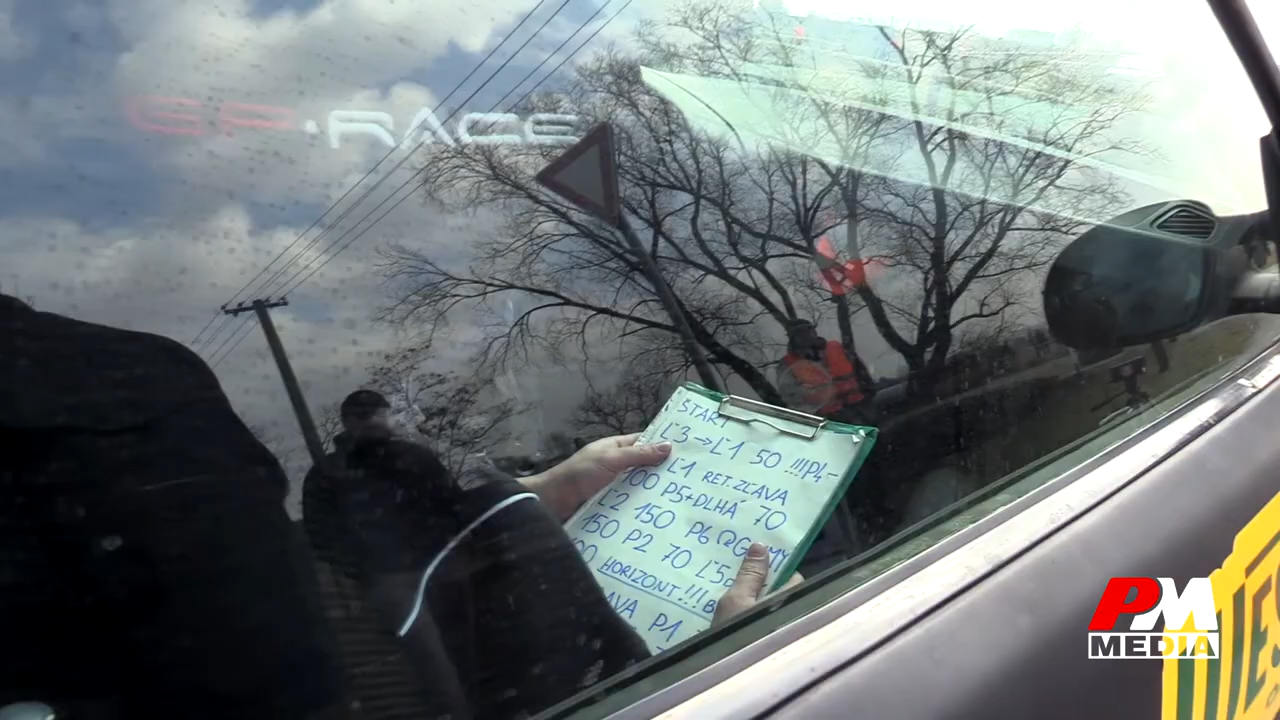 GP·RACE
START
Ľ3→Ľ1 50 !!!P4-
Ľ1 RET.ZĽAVA
100 P5+DLHÁ 70
Ľ2 150 P6
150 P2 70 Ľ5
HORIZONT!!!
P1
PM
MEDIA